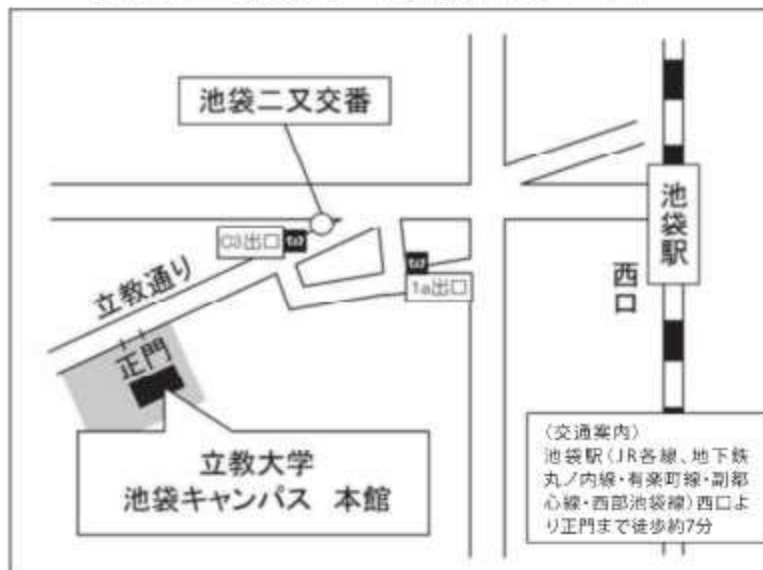 池袋二又交番
池袋駅
西口
C3出口
1a出口
立教通り
正門
立教大学
池袋キャンパス 本館
〈交通案内〉
池袋駅(JR各線、地下鉄
丸ノ内線・有楽町線・副都
心線・西部池袋線)西口よ
り正門まで徒歩約7分